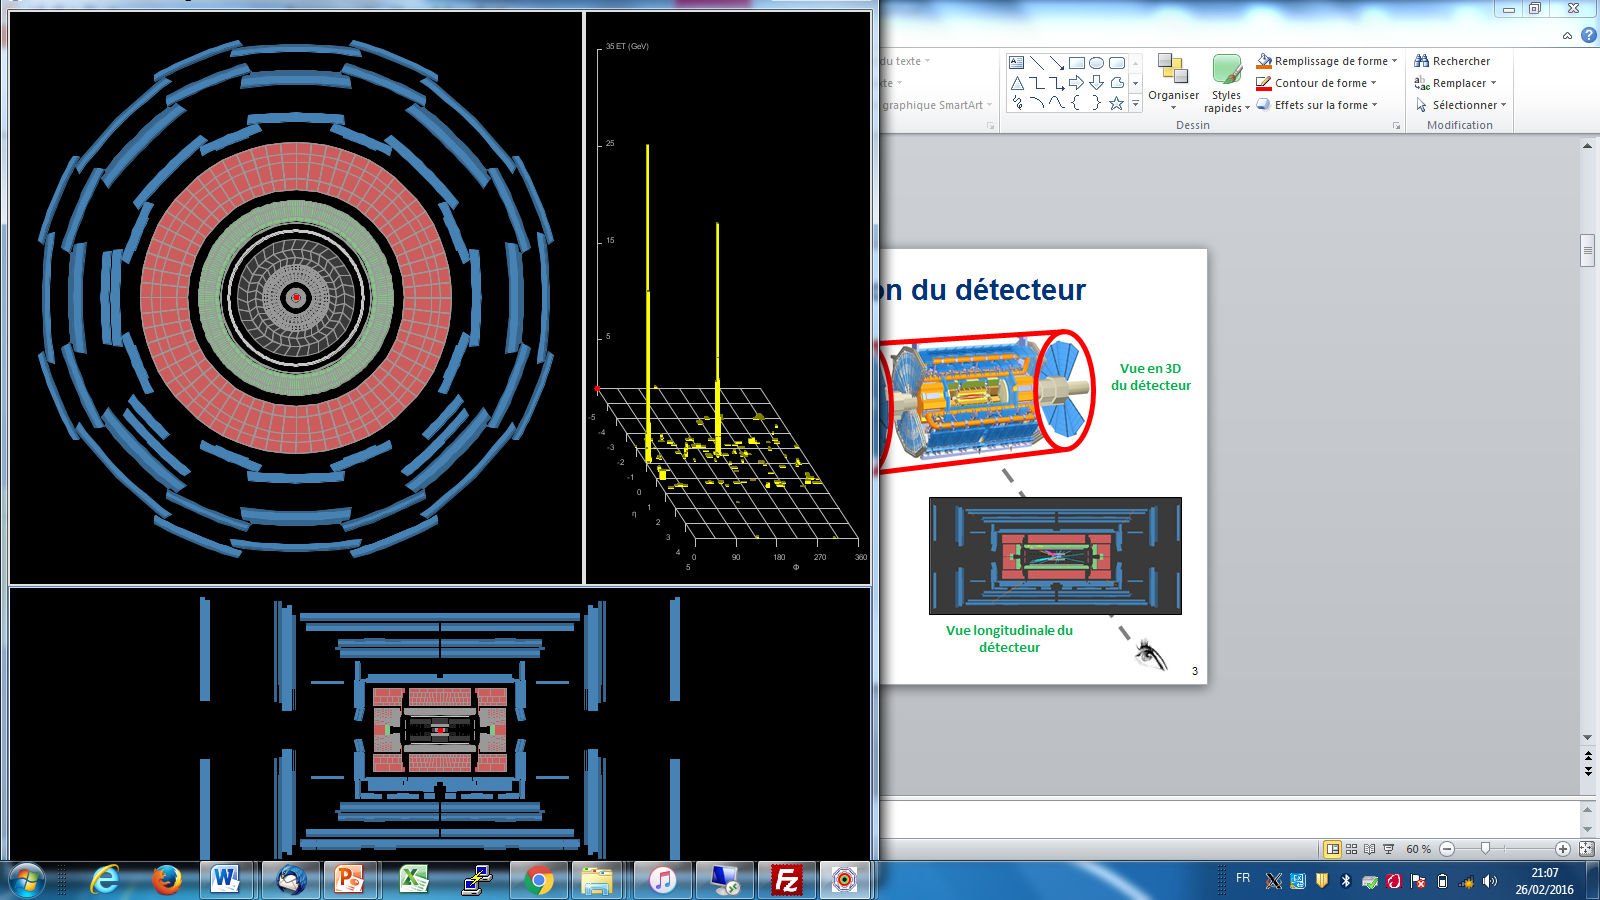 35 ET (GeV)
25
15
5
-5
-4
-3
-2
-1
0
1
2
3
4
5
η
0
90
180
270
360
Φ
du texte
graphique SmartArt
Organiser
Styles
rapides
Remplissage de forme
Contour de forme
Effets sur la forme
Dessin
Rechercher
Remplacer
Sélectionner
Modification
on du détecteur
Vue en 3D
du détecteur
Vue longitudinale du
détecteur
3
60 %
FR
21:07
26/02/2016